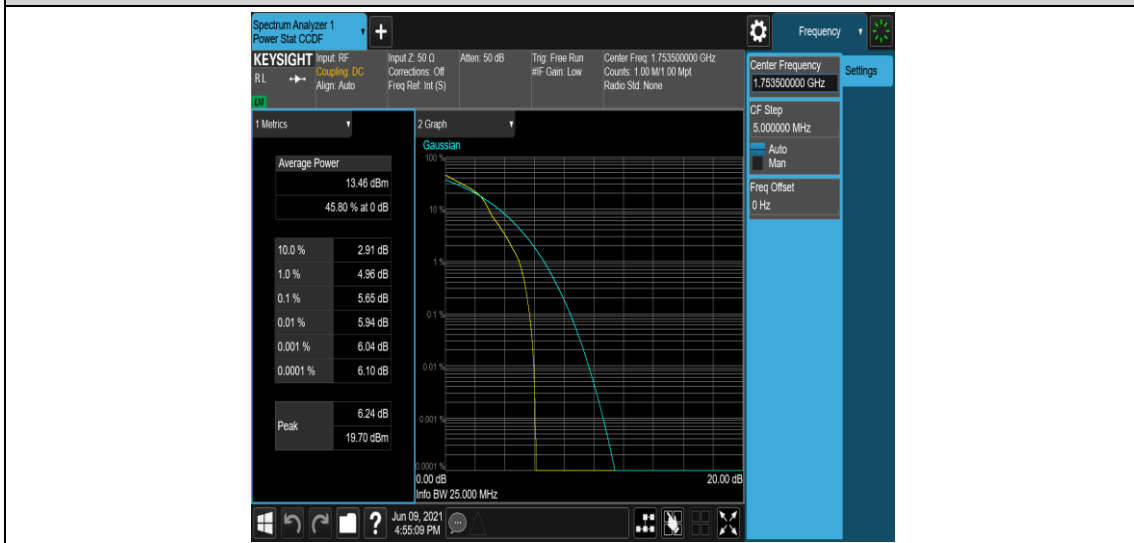 Spectrum Analyzer 1
Power Stat CCDF
+
Frequency
KEYSIGHT
RL
Input: RF
Coupling: DC
Align: Auto
Input Z: 50 Ω
Corrections: Off
Freq Ref: Int (S)
Atten: 50 dB
Trig: Free Run
#IF Gain: Low
Center Freq: 1.753500000 GHz
Counts: 1.00 M/1.00 Mpt
Radio Std: None
Center Frequency
1.753500000 GHz
Settings
CF Step
5.000000 MHz
Auto
Man
Freq Offset
0 Hz
1 Metrics
Average Power
13.46 dBm
45.80 % at 0 dB
10.0 % 2.91 dB
1.0 % 4.96 dB
0.1 % 5.65 dB
0.01 % 5.94 dB
0.001 % 6.04 dB
0.0001 % 6.10 dB
Peak
6.24 dB
19.70 dBm
2 Graph
Gaussian
100 %
10 %
1 %
0.1 %
0.01 %
0.001 %
0.0001 %
0.00 dB 20.00 dB
Info BW 25.000 MHz
?
Jun 09, 2021
4:55:09 PM